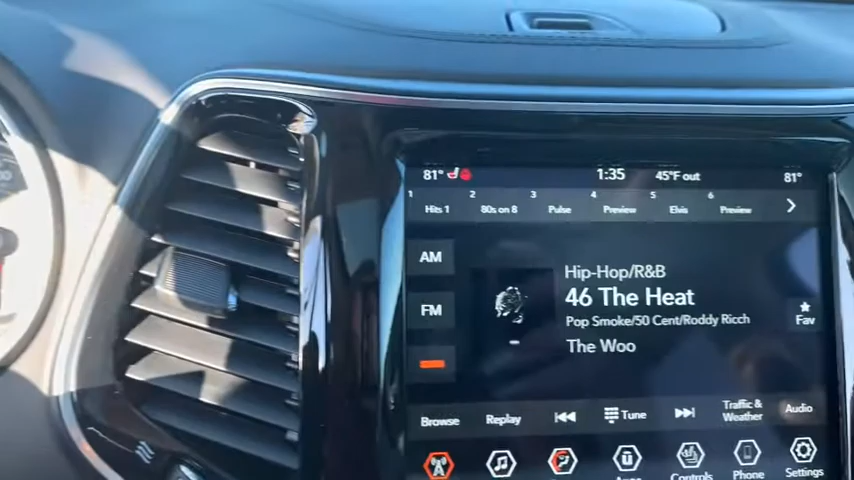 81° 1:35 45°F out 81°
1 Hits 1 2 80s on 8 3 Pulse 4 Preview 5 Elvis 6 Preview
AM
FM
Hip-Hop/R&B
46 The Heat
Pop Smoke/50 Cent/Roddy Ricch
The Woo
Fav
Browse Replay Tune Traffic & Weather Audio
Controls Phone Settings